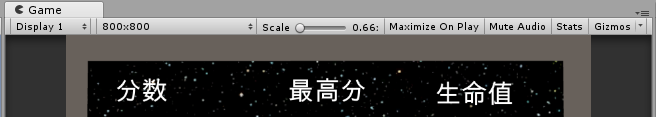 Game
Display 1 800x800 Scale 0.66: Maximize On Play Mute Audio Stats Gizmos
分数 最高分 生命值